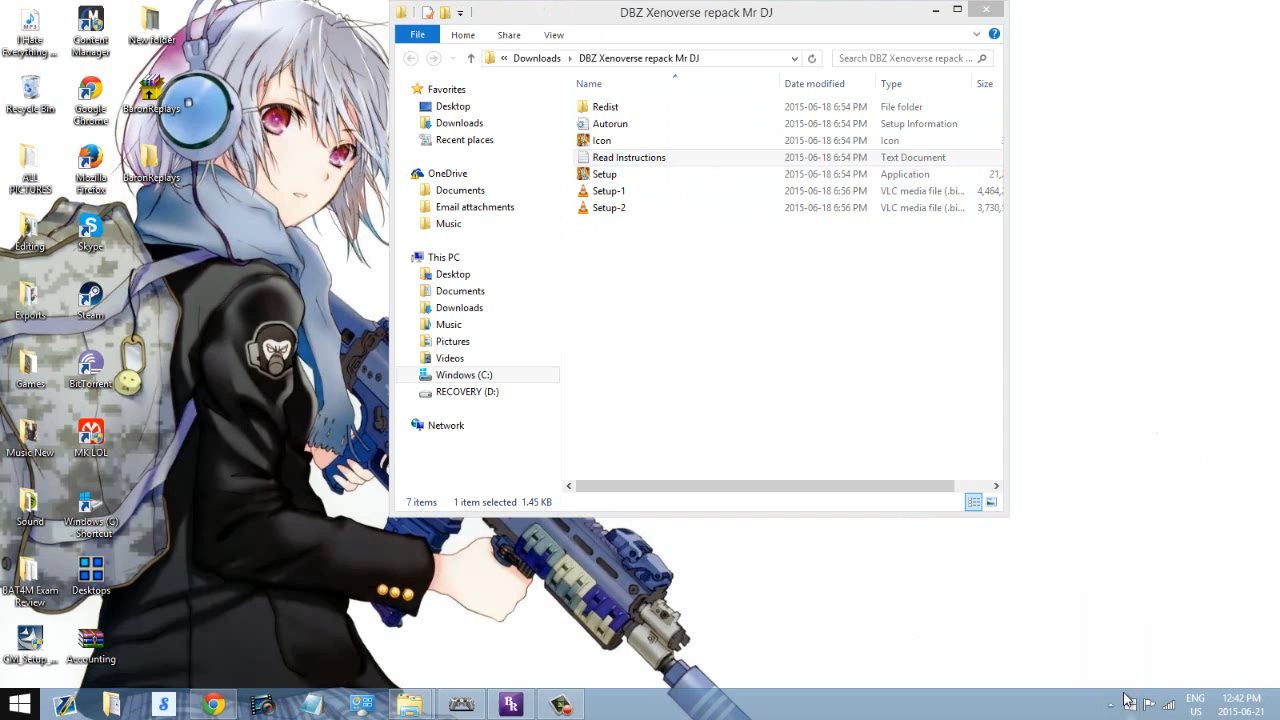 I Hate
Everything ...
Content
Manager
New folder
Recycle Bin
Google
Chrome
BaronReplays
ALL
PICTURES
Mozilla
Firefox
BaronReplays
Editing
Skype
Exports
Steam
Games
BitTorrent
Music New
MK LOL
Sound
Windows (C)
- Shortcut
BAT4M Exam
Review
Desktops
CM_Setup_...
Accounting
DBZ Xenoverse repack Mr DJ
File Home Share View
« Downloads DBZ Xenoverse repack Mr DJ
Search DBZ Xenoverse repack ...
Favorites
Desktop
Downloads
Recent places
OneDrive
Documents
Email attachments
Music
This PC
Desktop
Documents
Downloads
Music
Pictures
Videos
Windows (C:)
RECOVERY (D:)
Network
Name Date modified Type Size
Redist 2015-06-18 6:54 PM File folder
Autorun 2015-06-18 6:54 PM Setup Information
Icon 2015-06-18 6:54 PM Icon
Read Instructions 2015-06-18 6:54 PM Text Document
Setup 2015-06-18 6:54 PM Application 21,
Setup-1 2015-06-18 6:56 PM VLC media file (.bi... 4,464,
Setup-2 2015-06-18 6:56 PM VLC media file (.bi... 3,730,
7 items 1 item selected 1.45 KB
ENG
US
12:42 PM
2015-06-21